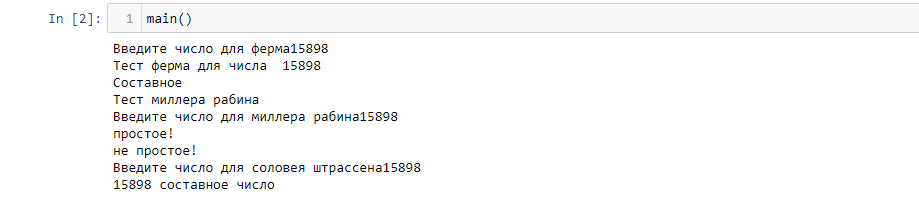 In [2]: 1 main()
Введите число для ферма15898
Тест ферма для числа  15898
Составное
Тест миллера рабина
Введите число для миллера рабина15898
простое!
не простое!
Введите число для соловея штрассена15898
15898 составное число